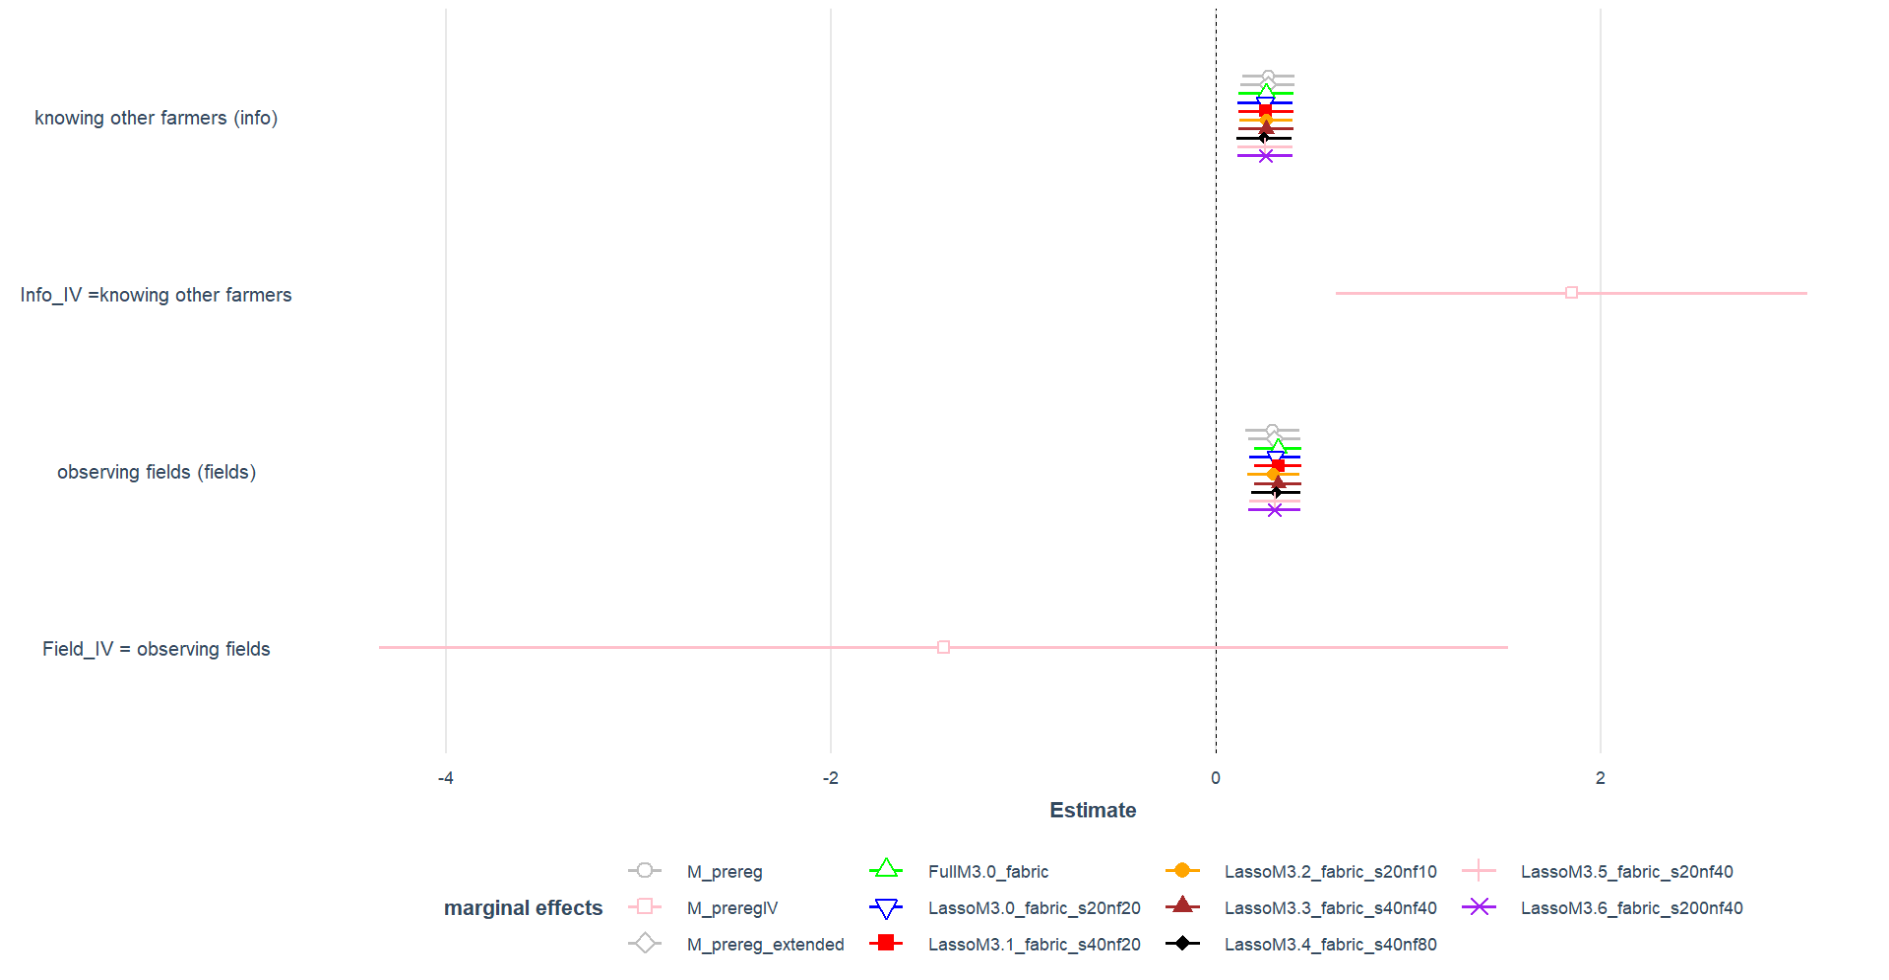 knowing other farmers (info)
Info_IV =knowing other farmers
observing fields (fields)
Field_IV = observing fields
-4 -2 0 2
Estimate
marginal effects
M_prereg
M_preregIV
M_prereg_extended
FullM3.0_fabric
LassoM3.0_fabric_s20nf20
LassoM3.1_fabric_s40nf20
LassoM3.2_fabric_s20nf10
LassoM3.3_fabric_s40nf40
LassoM3.4_fabric_s40nf80
LassoM3.5_fabric_s20nf40
LassoM3.6_fabric_s200nf40